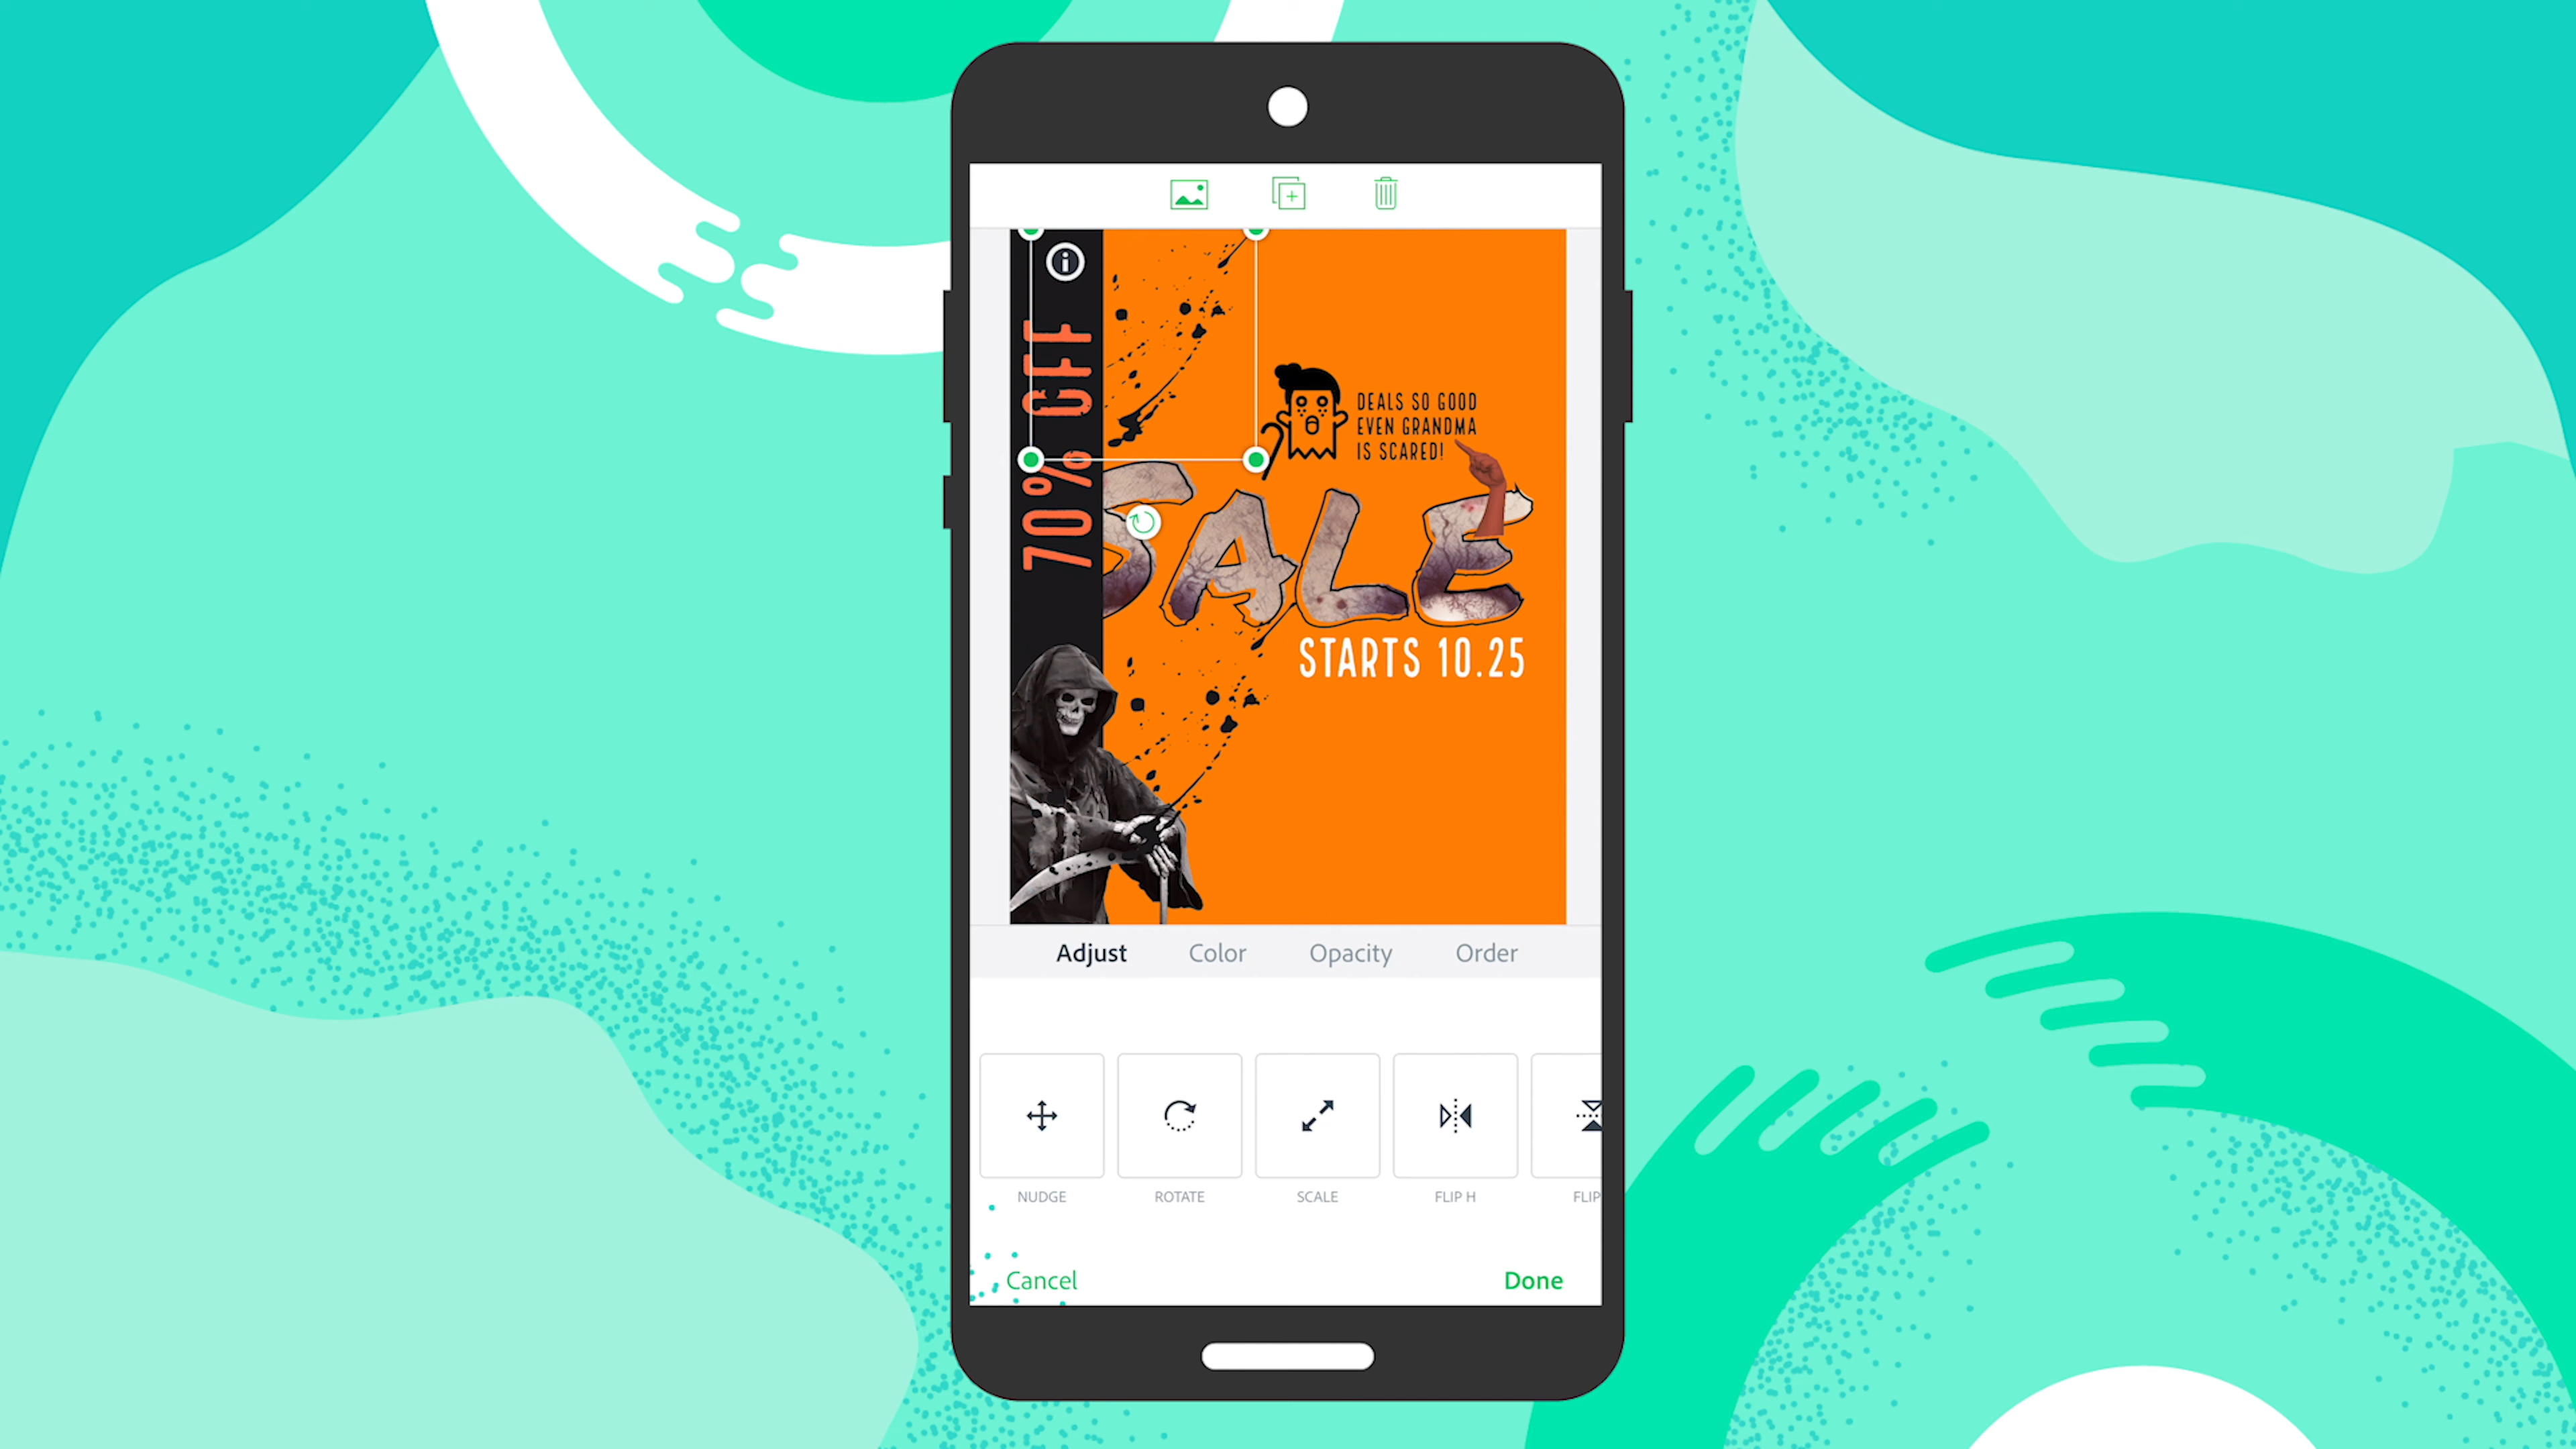 70% OFF
DEALS SO GOOD
EVEN GRANDMA
IS SCARED!
SALE
STARTS 10.25
Adjust Color Opacity Order
NUDGE ROTATE SCALE FLIP H FLIP
Cancel Done